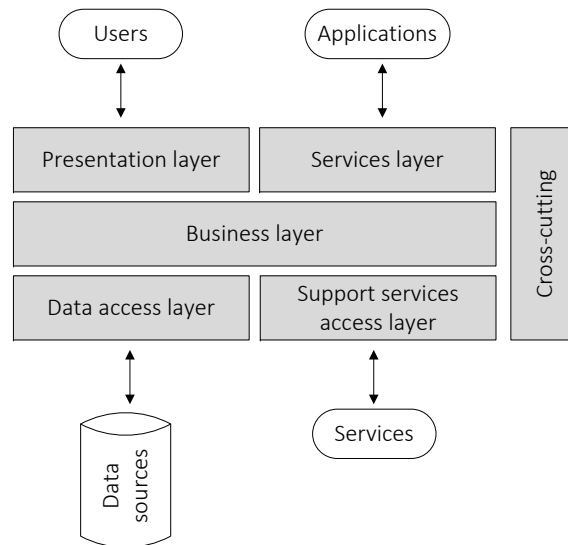 Users
Applications
Presentation layer
Services layer
Cross-cutting
Business layer
Data access layer
Support services
access layer
Services
Data
sources